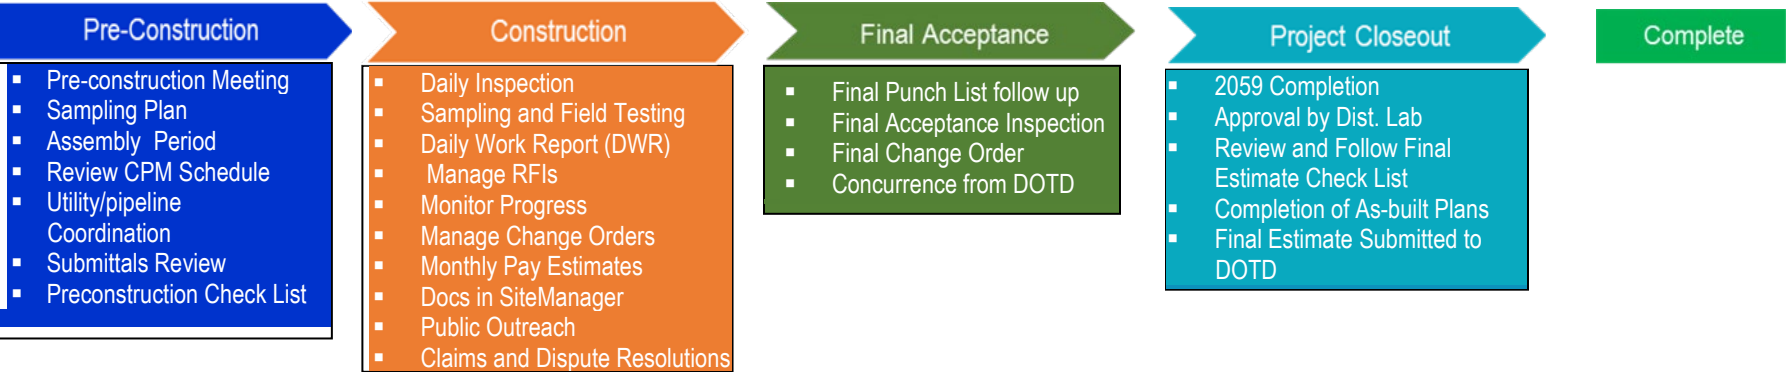 Pre-Construction
▪ Pre-construction Meeting
▪ Sampling Plan
▪ Assembly Period
▪ Review CPM Schedule
▪ Utility/pipeline
Coordination
▪ Submittals Review
▪ Preconstruction Check List
Construction
▪ Daily Inspection
▪ Sampling and Field Testing
▪ Daily Work Report (DWR)
▪ Manage RFIs
▪ Monitor Progress
▪ Manage Change Orders
▪ Monthly Pay Estimates
▪ Docs in SiteManager
▪ Public Outreach
▪ Claims and Dispute Resolutions
Final Acceptance
▪ Final Punch List follow up
▪ Final Acceptance Inspection
▪ Final Change Order
▪ Concurrence from DOTD
Project Closeout
▪ 2059 Completion
▪ Approval by Dist. Lab
▪ Review and Follow Final
Estimate Check List
▪ Completion of As-built Plans
▪ Final Estimate Submitted to
DOTD
Complete